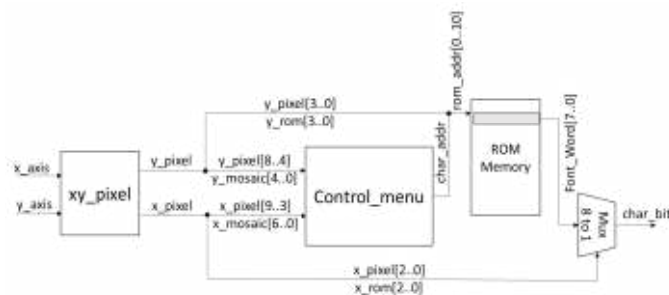 rom_addr[0..10]
y_pixel[3..0]
y_rom[3..0]
char_addr
ROM
Memory
Font_Word[7..0]
x_axis
y_axis
xy_pixel
y_pixel
x_pixel
y_pixel[8..4]
y_mosaic[4..0]
x_pixel[9..3]
x_mosaic[6..0]
Control_menu
Mux
8 to 1
char_bit
x_pixel[2..0]
x_rom[2..0]